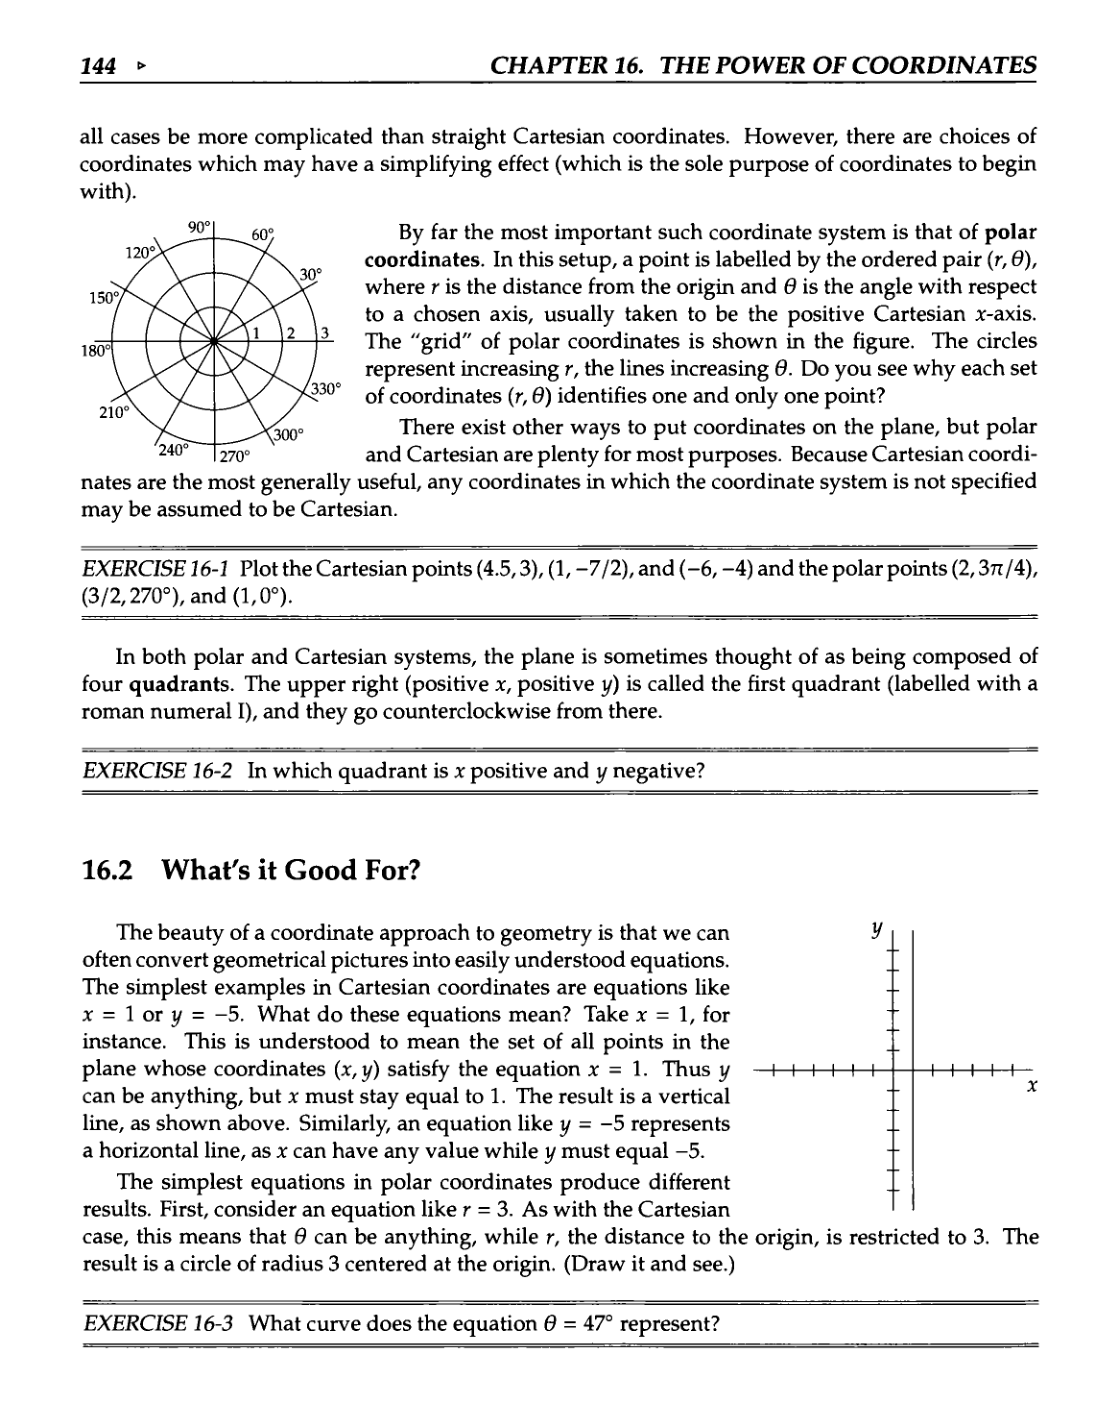 144 ▹ CHAPTER 16. THE POWER OF COORDINATES
all cases be more complicated than straight Cartesian coordinates. However, there are choices of
coordinates which may have a simplifying effect (which is the sole purpose of coordinates to begin
with).
90°
60°
120°
30°
150°
1 2 3
180°
330°
210°
300°
240°
270°
By far the most important such coordinate system is that of polar
coordinates. In this setup, a point is labelled by the ordered pair (r, θ),
where r is the distance from the origin and θ is the angle with respect
to a chosen axis, usually taken to be the positive Cartesian x-axis.
The "grid" of polar coordinates is shown in the figure. The circles
represent increasing r, the lines increasing θ. Do you see why each set
of coordinates (r, θ) identifies one and only one point?
There exist other ways to put coordinates on the plane, but polar
and Cartesian are plenty for most purposes. Because Cartesian coordi-
nates are the most generally useful, any coordinates in which the coordinate system is not specified
may be assumed to be Cartesian.
EXERCISE 16-1 Plot the Cartesian points (4.5, 3), (1, −7/2), and (−6, −4) and the polar points (2, 3π/4),
(3/2, 270°), and (1, 0°).
In both polar and Cartesian systems, the plane is sometimes thought of as being composed of
four quadrants. The upper right (positive x, positive y) is called the first quadrant (labelled with a
roman numeral I), and they go counterclockwise from there.
EXERCISE 16-2 In which quadrant is x positive and y negative?
16.2 What's it Good For?
The beauty of a coordinate approach to geometry is that we can
often convert geometrical pictures into easily understood equations.
The simplest examples in Cartesian coordinates are equations like
x = 1 or y = −5. What do these equations mean? Take x = 1, for
instance. This is understood to mean the set of all points in the
plane whose coordinates (x, y) satisfy the equation x = 1. Thus y
can be anything, but x must stay equal to 1. The result is a vertical
line, as shown above. Similarly, an equation like y = −5 represents
a horizontal line, as x can have any value while y must equal −5.
y
x
The simplest equations in polar coordinates produce different
results. First, consider an equation like r = 3. As with the Cartesian
case, this means that θ can be anything, while r, the distance to the origin, is restricted to 3. The
result is a circle of radius 3 centered at the origin. (Draw it and see.)
EXERCISE 16-3 What curve does the equation θ = 47° represent?